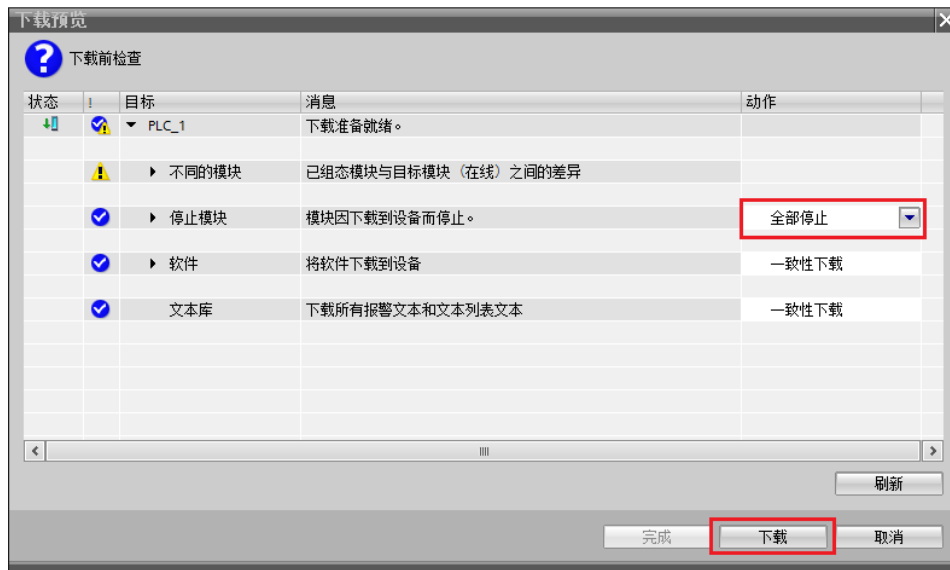 下载预览
下载前检查
状态 ! 目标 消息 动作
PLC_1 下载准备就绪。
不同的模块 已组态模块与目标模块（在线）之间的差异
停止模块 模块因下载到设备而停止。 全部停止
软件 将软件下载到设备 一致性下载
文本库 下载所有报警文本和文本列表文本 一致性下载
刷新
完成 下载 取消